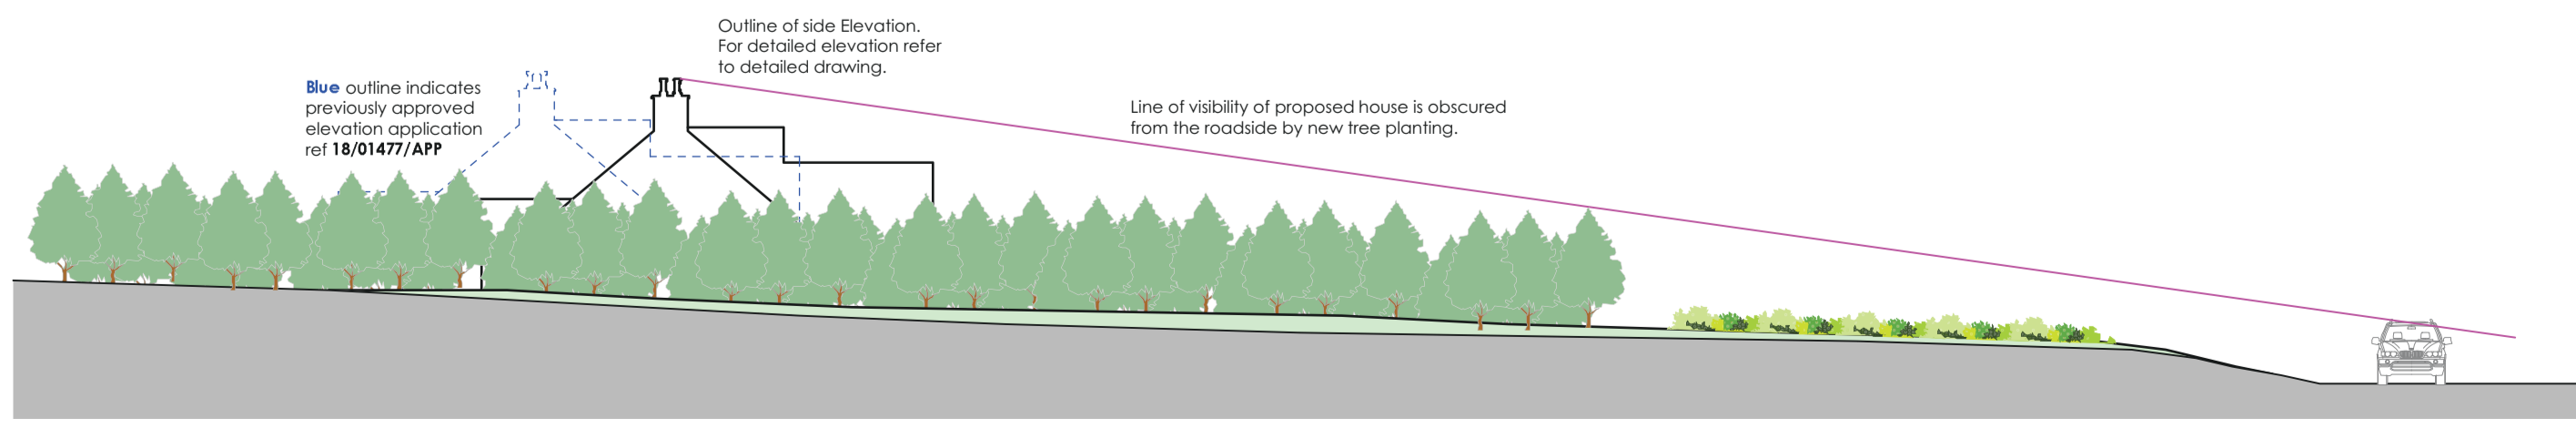 Outline of side Elevation.
For detailed elevation refer
to detailed drawing.
Blue outline indicates
previously approved
elevation application
ref 18/01477/APP
Line of visibility of proposed house is obscured
from the roadside by new tree planting.